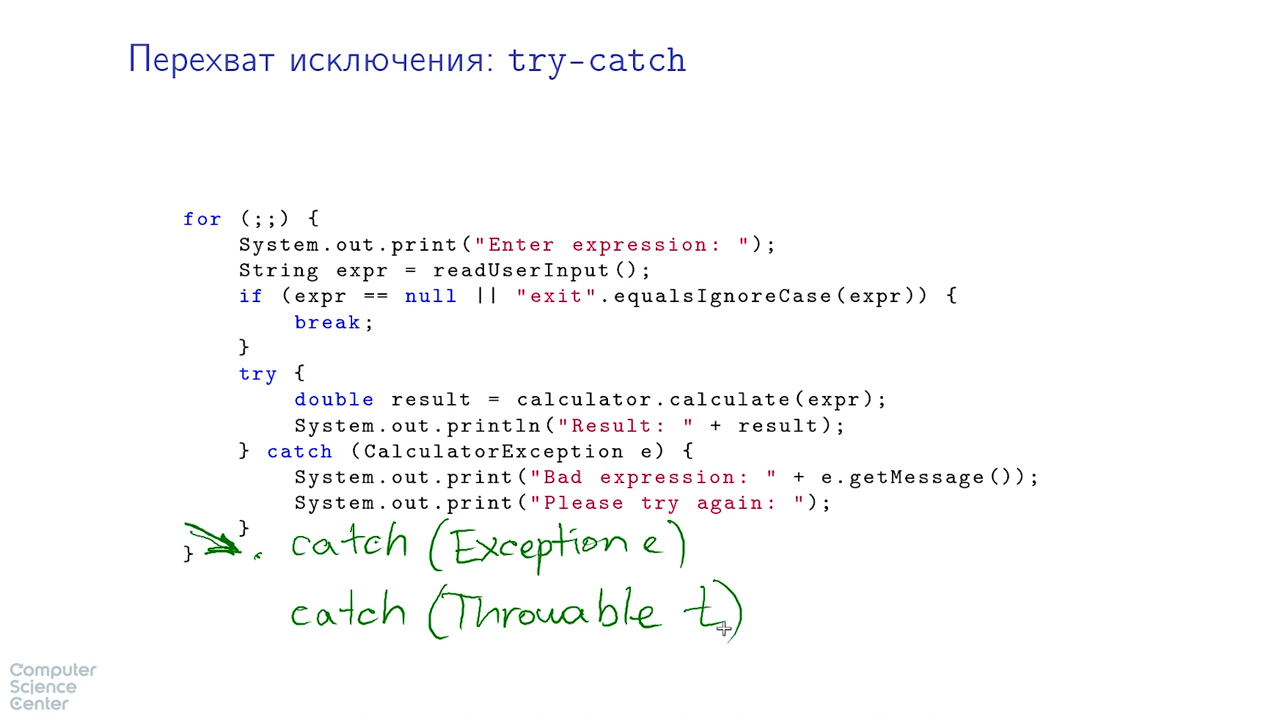 Перехват исключения: try-catch
for (;;) {
System.out.print("Enter expression: ");
String expr = readUserInput();
if (expr == null || "exit".equalsIgnoreCase(expr)) {
break;
}
try {
double result = calculator.calculate(expr);
System.out.println("Result: " + result);
} catch (CalculatorException e) {
System.out.print("Bad expression: " + e.getMessage());
System.out.print("Please try again: ");
}
catch (Exception e)
}
catch (Throwable t)
Computer
Science
Center